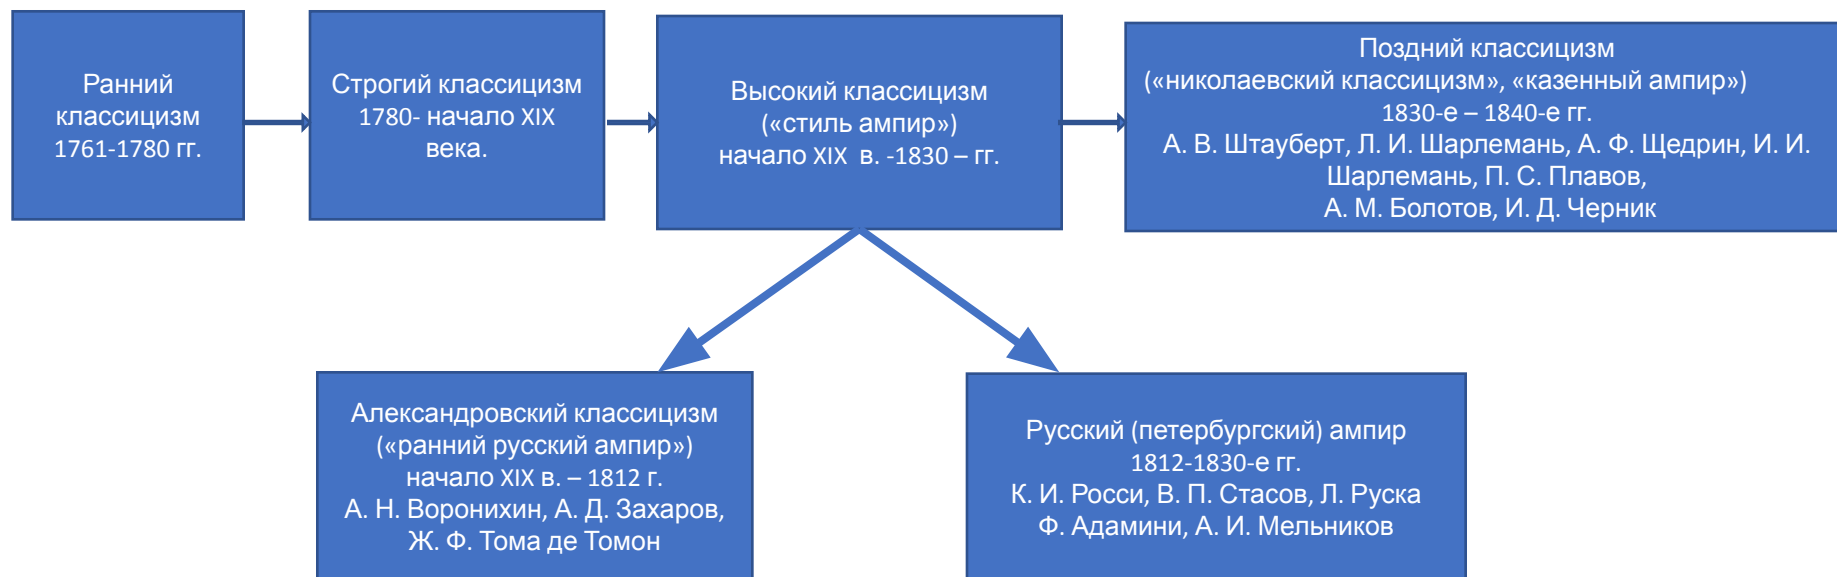 Ранний
классицизм
1761-1780 гг.
Строгий классицизм
1780- начало XIX
века.
Высокий классицизм
(«стиль ампир»)
начало XIX в. -1830 – гг.
Поздний классицизм
(«николаевский классицизм», «казенный ампир»)
1830-е – 1840-е гг.
А. В. Штауберт, Л. И. Шарлемань, А. Ф. Щедрин, И. И.
Шарлемань, П. С. Плавов,
А. М. Болотов, И. Д. Черник
Александровский классицизм
(«ранний русский ампир»)
начало XIX в. – 1812 г.
А. Н. Воронихин, А. Д. Захаров,
Ж. Ф. Тома де Томон
Русский (петербургский) ампир
1812-1830-е гг.
К. И. Росси, В. П. Стасов, Л. Руска
Ф. Адамини, А. И. Мельников